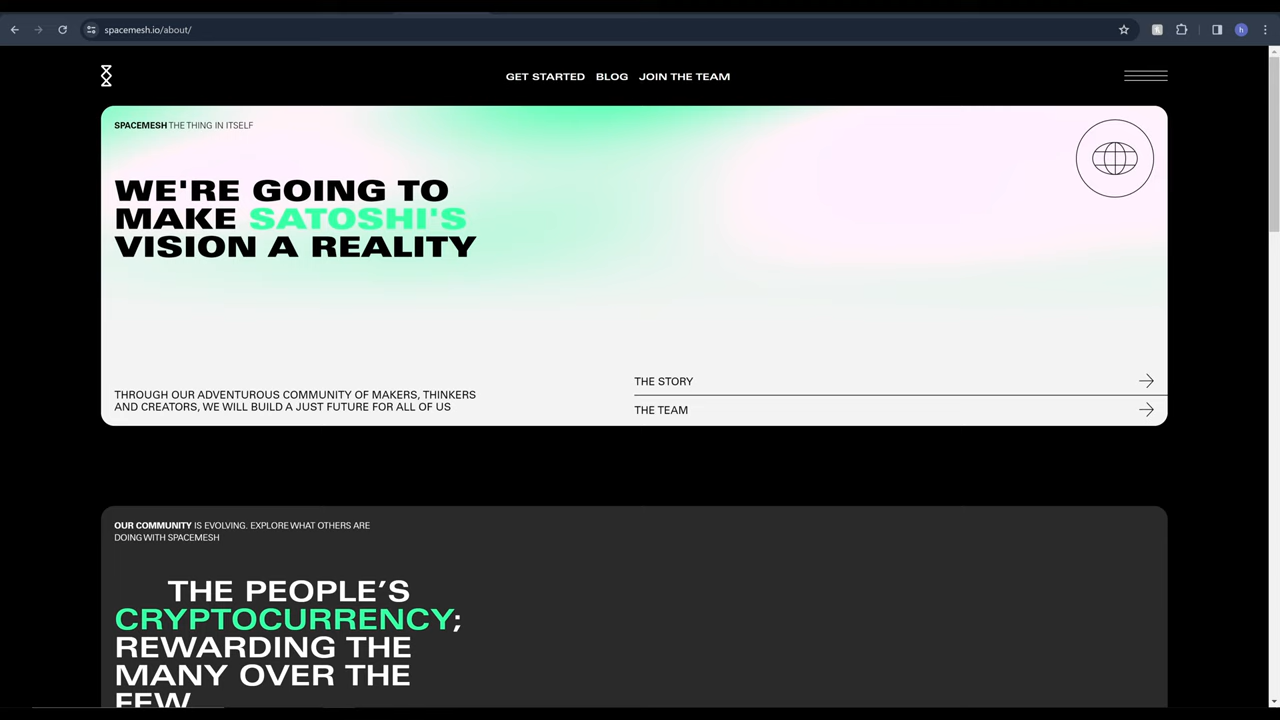 spacemesh.io/about/
h
GET STARTED BLOG JOIN THE TEAM
SPACEMESH THE THING IN ITSELF
WE'RE GOING TO
MAKE SATOSHI'S
VISION A REALITY
THROUGH OUR ADVENTUROUS COMMUNITY OF MAKERS, THINKERS
AND CREATORS, WE WILL BUILD A JUST FUTURE FOR ALL OF US
THE STORY
THE TEAM
OUR COMMUNITY IS EVOLVING. EXPLORE WHAT OTHERS ARE
DOING WITH SPACEMESH
THE PEOPLE’S
CRYPTOCURRENCY;
REWARDING THE
MANY OVER THE
FEW